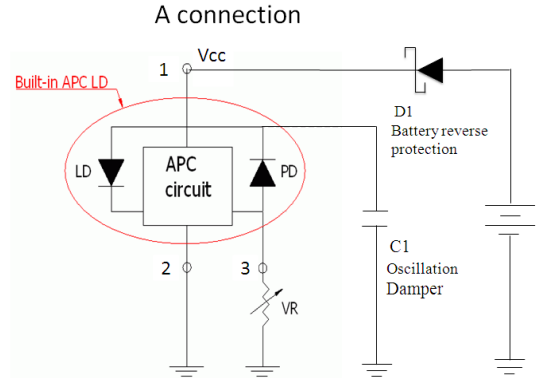 A connection
1
Vcc
Built-in APC LD
D1
Battery reverse
protection
LD
APC
circuit
PD
C1
Oscillation
Damper
2
3
VR